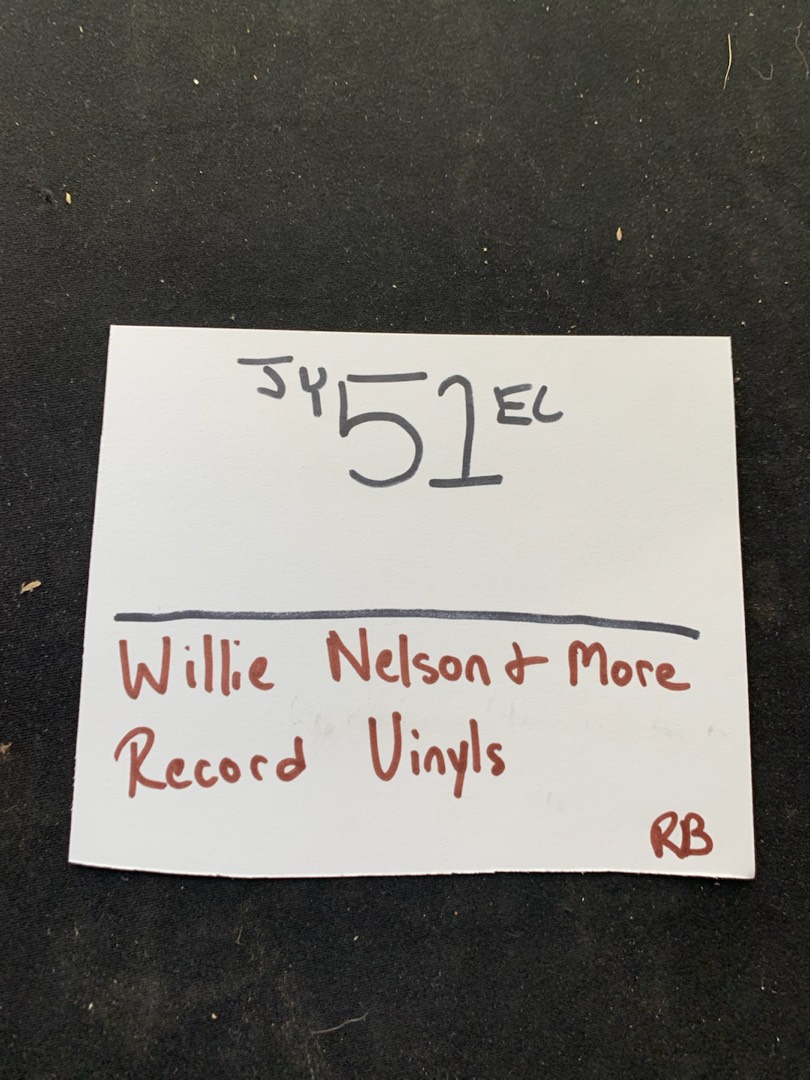 JY 51 EC
Willie Nelson & More
Record Vinyls
RB